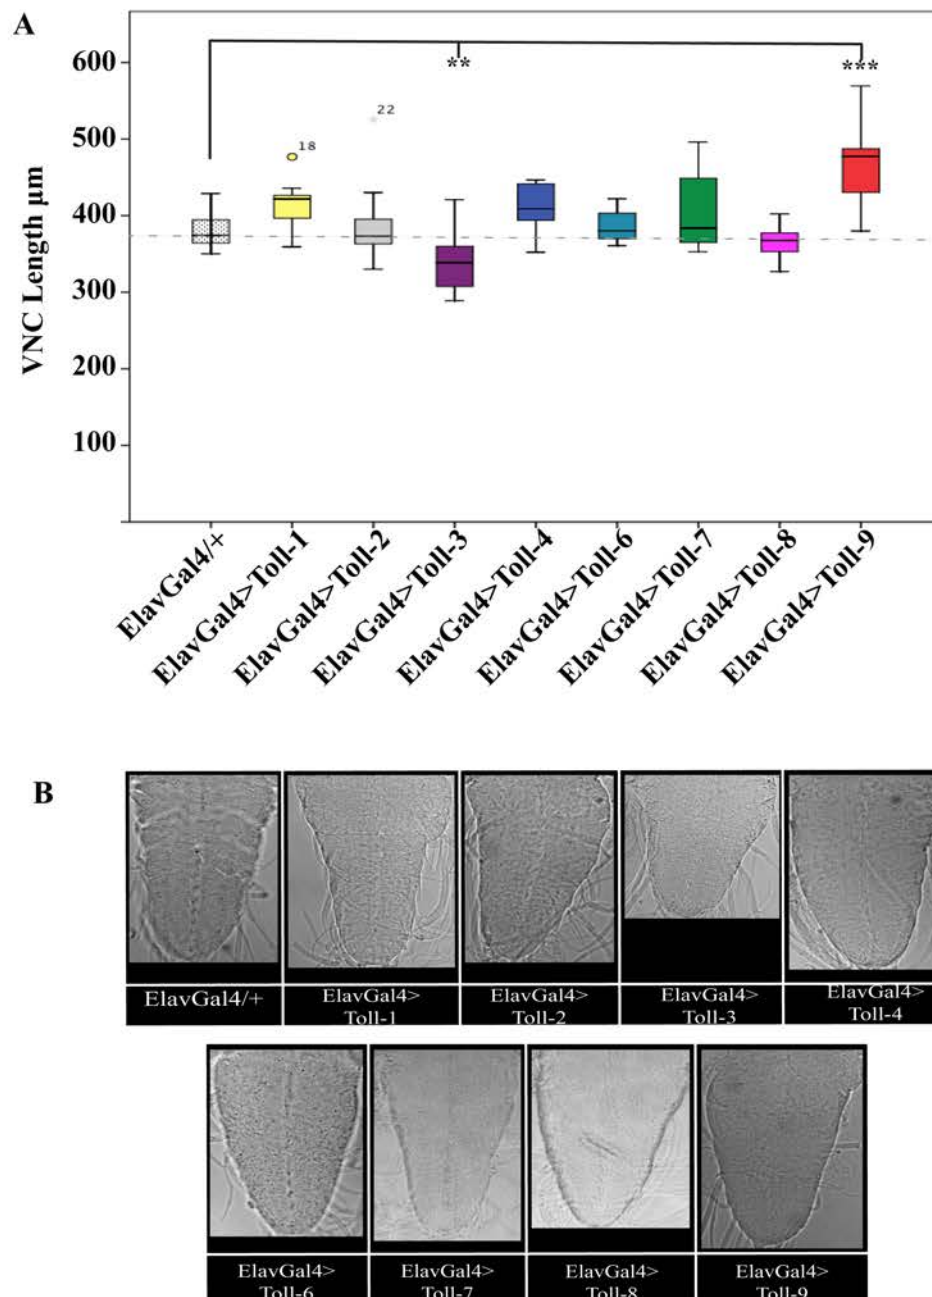 A
600
500
400
300
200
100
VNC Length µm
**
***
18
22
ElavGal4/+
ElavGal4>Toll-1
ElavGal4>Toll-2
ElavGal4>Toll-3
ElavGal4>Toll-4
ElavGal4>Toll-6
ElavGal4>Toll-7
ElavGal4>Toll-8
ElavGal4>Toll-9
B
ElavGal4/+
ElavGal4>
Toll-1
ElavGal4>
Toll-2
ElavGal4>
Toll-3
ElavGal4>
Toll-4
ElavGal4>
Toll-6
ElavGal4>
Toll-7
ElavGal4>
Toll-8
ElavGal4>
Toll-9